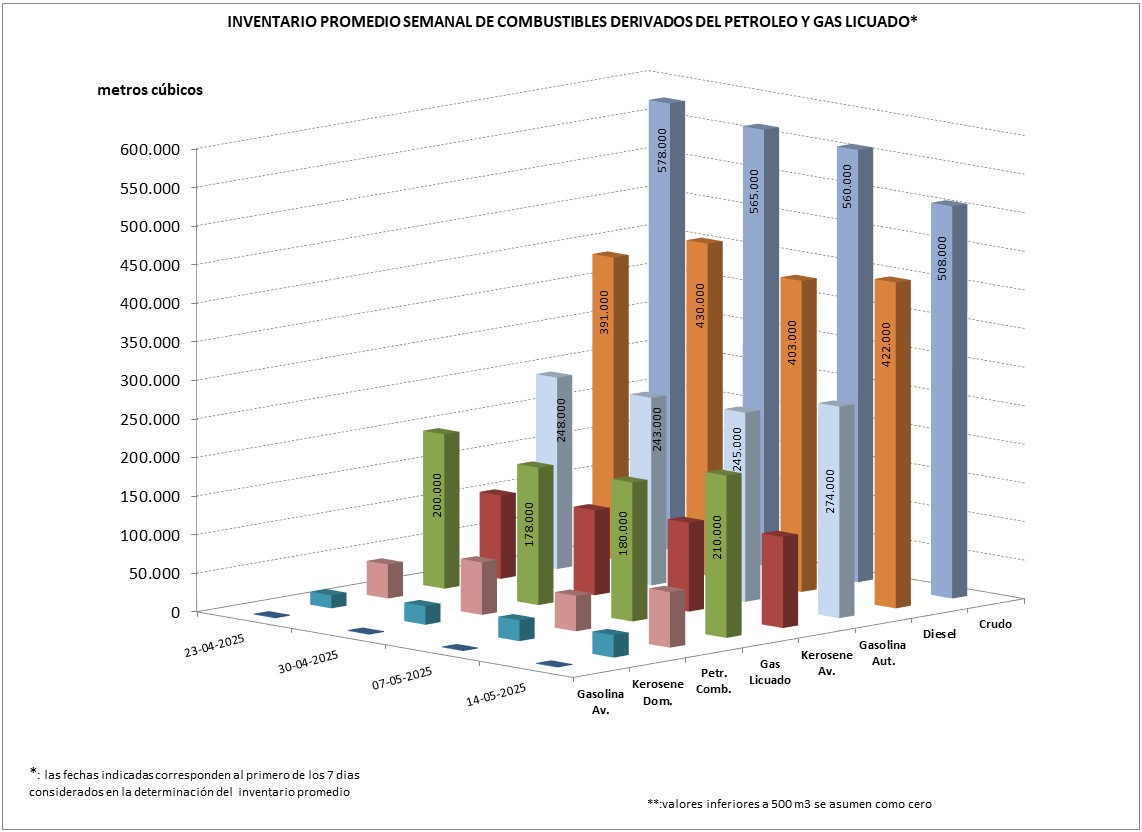 INVENTARIO PROMEDIO SEMANAL DE COMBUSTIBLES DERIVADOS DEL PETROLEO Y GAS LICUADO*
metros cúbicos
600.000
550.000
500.000
450.000
400.000
350.000
300.000
250.000
200.000
150.000
100.000
50.000
0
578.000
565.000
560.000
508.000
391.000
430.000
403.000
422.000
248.000
243.000
245.000
274.000
200.000
178.000
180.000
210.000
23-04-2025
30-04-2025
07-05-2025
14-05-2025
Gasolina
Av.
Kerosene
Dom.
Petr.
Comb.
Gas
Licuado
Kerosene
Av.
Gasolina
Aut.
Diesel
Crudo
*: las fechas indicadas corresponden al primero de los 7 dias
considerados en la determinación del inventario promedio
**:valores inferiores a 500 m3 se asumen como cero